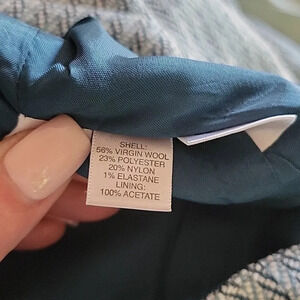 SHELL:
56% VIRGIN WOOL
23% POLYESTER
20% NYLON
1% ELASTANE
LINING:
100% ACETATE